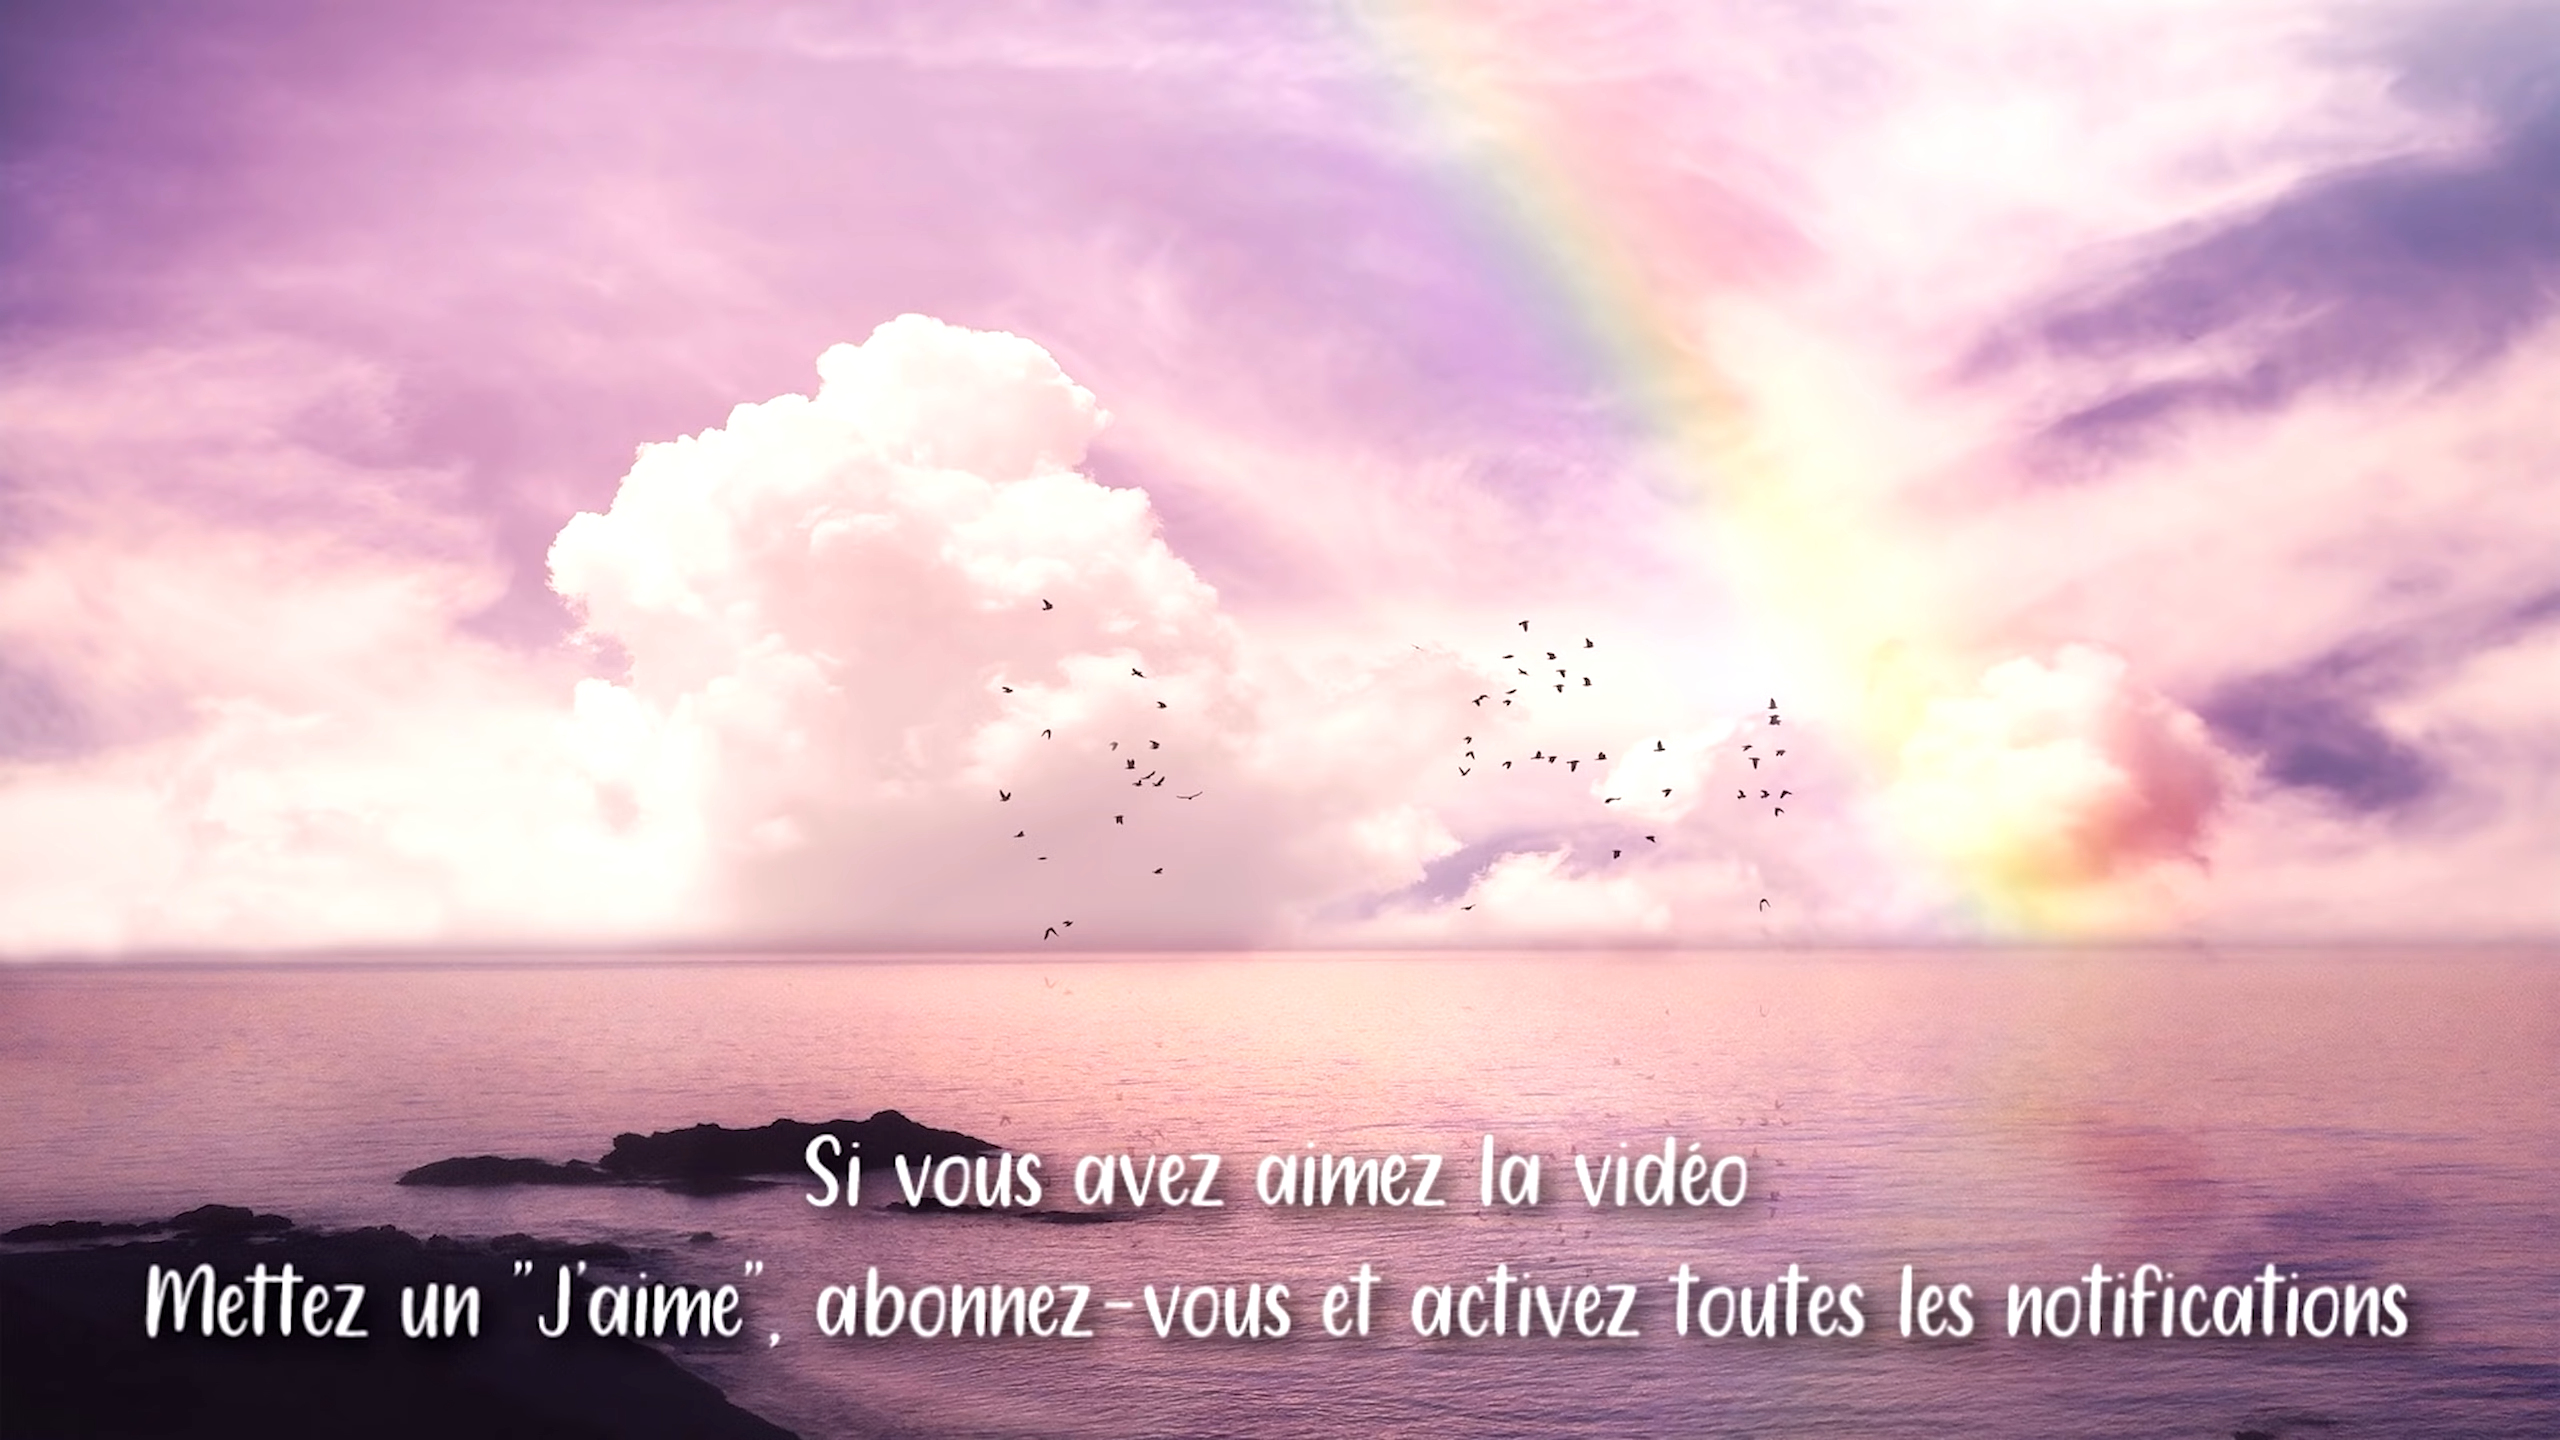 Si vous avez aimez la vidéo
Mettez un "J'aime", abonnez-vous et activez toutes les notifications